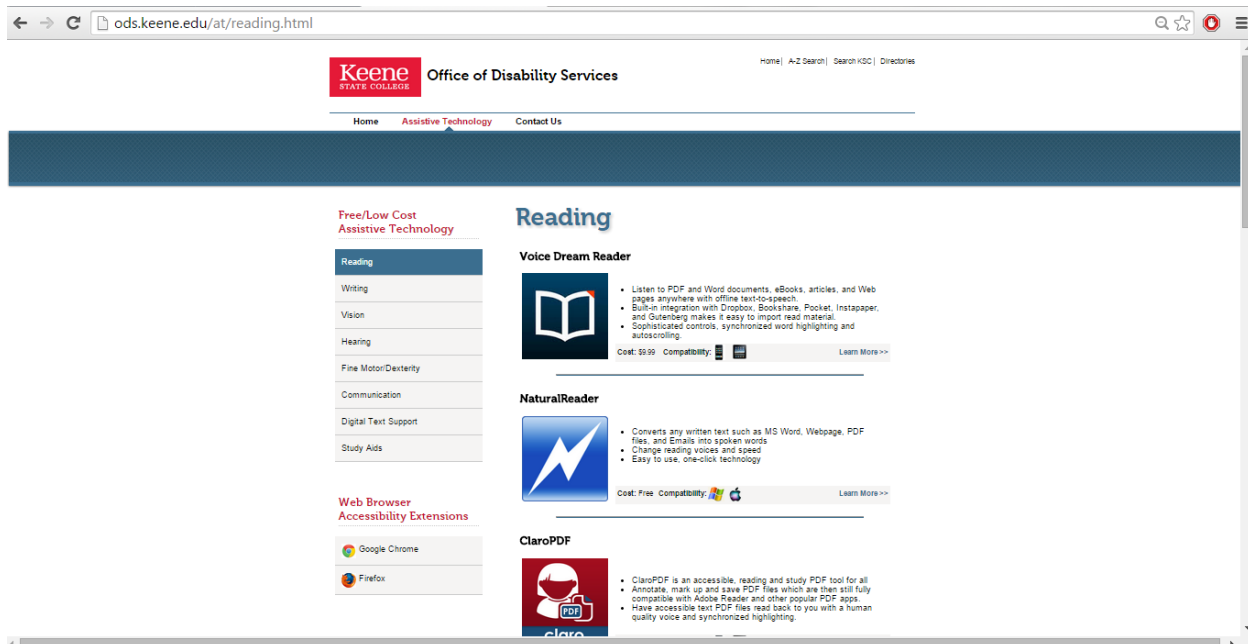 ods.keene.edu/at/reading.html
Keene
STATE COLLEGE
Office of Disability Services
Home| A-Z Search| Search KSC| Directories
Home Assistive Technology Contact Us
Free/Low Cost
Assistive Technology
Reading
Writing
Vision
Hearing
Fine Motor/Dexterity
Communication
Digital Text Support
Study Aids
Web Browser
Accessibility Extensions
Google Chrome
Firefox
Reading
Voice Dream Reader
• Listen to PDF and Word documents, eBooks, articles, and Web
pages anywhere with offline text-to-speech.
• Built-in integration with Dropbox, Bookshare, Pocket, Instapaper,
and Gutenberg makes it easy to import read material.
• Sophisticated controls, synchronized word highlighting and
autoscrolling.
Cost: $9.99 Compatibility: Learn More >>
NaturalReader
• Converts any written text such as MS Word, Webpage, PDF
files, and Emails into spoken words
• Change reading voices and speed
• Easy to use, one-click technology
Cost: Free Compatibility: Learn More >>
ClaroPDF
PDF
claro
• ClaroPDF is an accessible, reading and study PDF tool for all
• Annotate, mark up and save PDF files which are then still fully
compatible with Adobe Reader and other popular PDF apps.
• Have accessible text PDF files read back to you with a human
quality voice and synchronized highlighting.